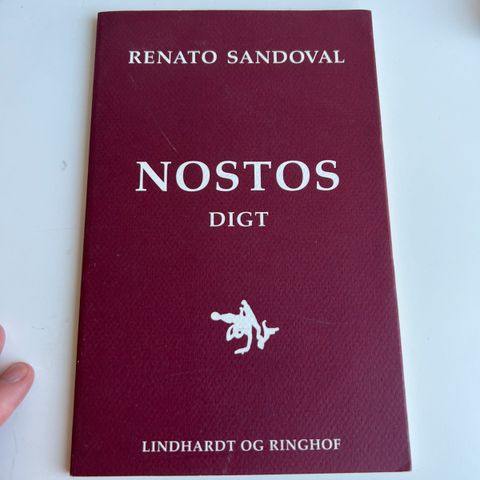 RENATO SANDOVAL
NOSTOS
DIGT
LINDHARDT OG RINGHOF